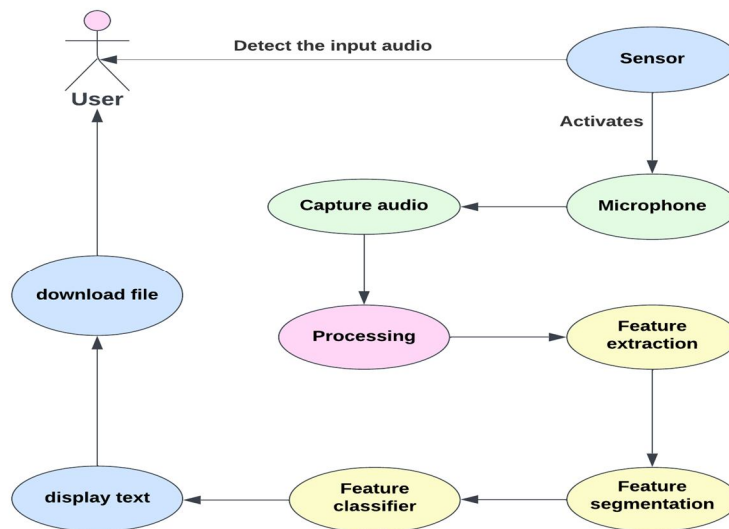 Detect the input audio
Sensor
User
Activates
Capture audio
Microphone
download file
Processing
Feature
extraction
display text
Feature
classifier
Feature
segmentation